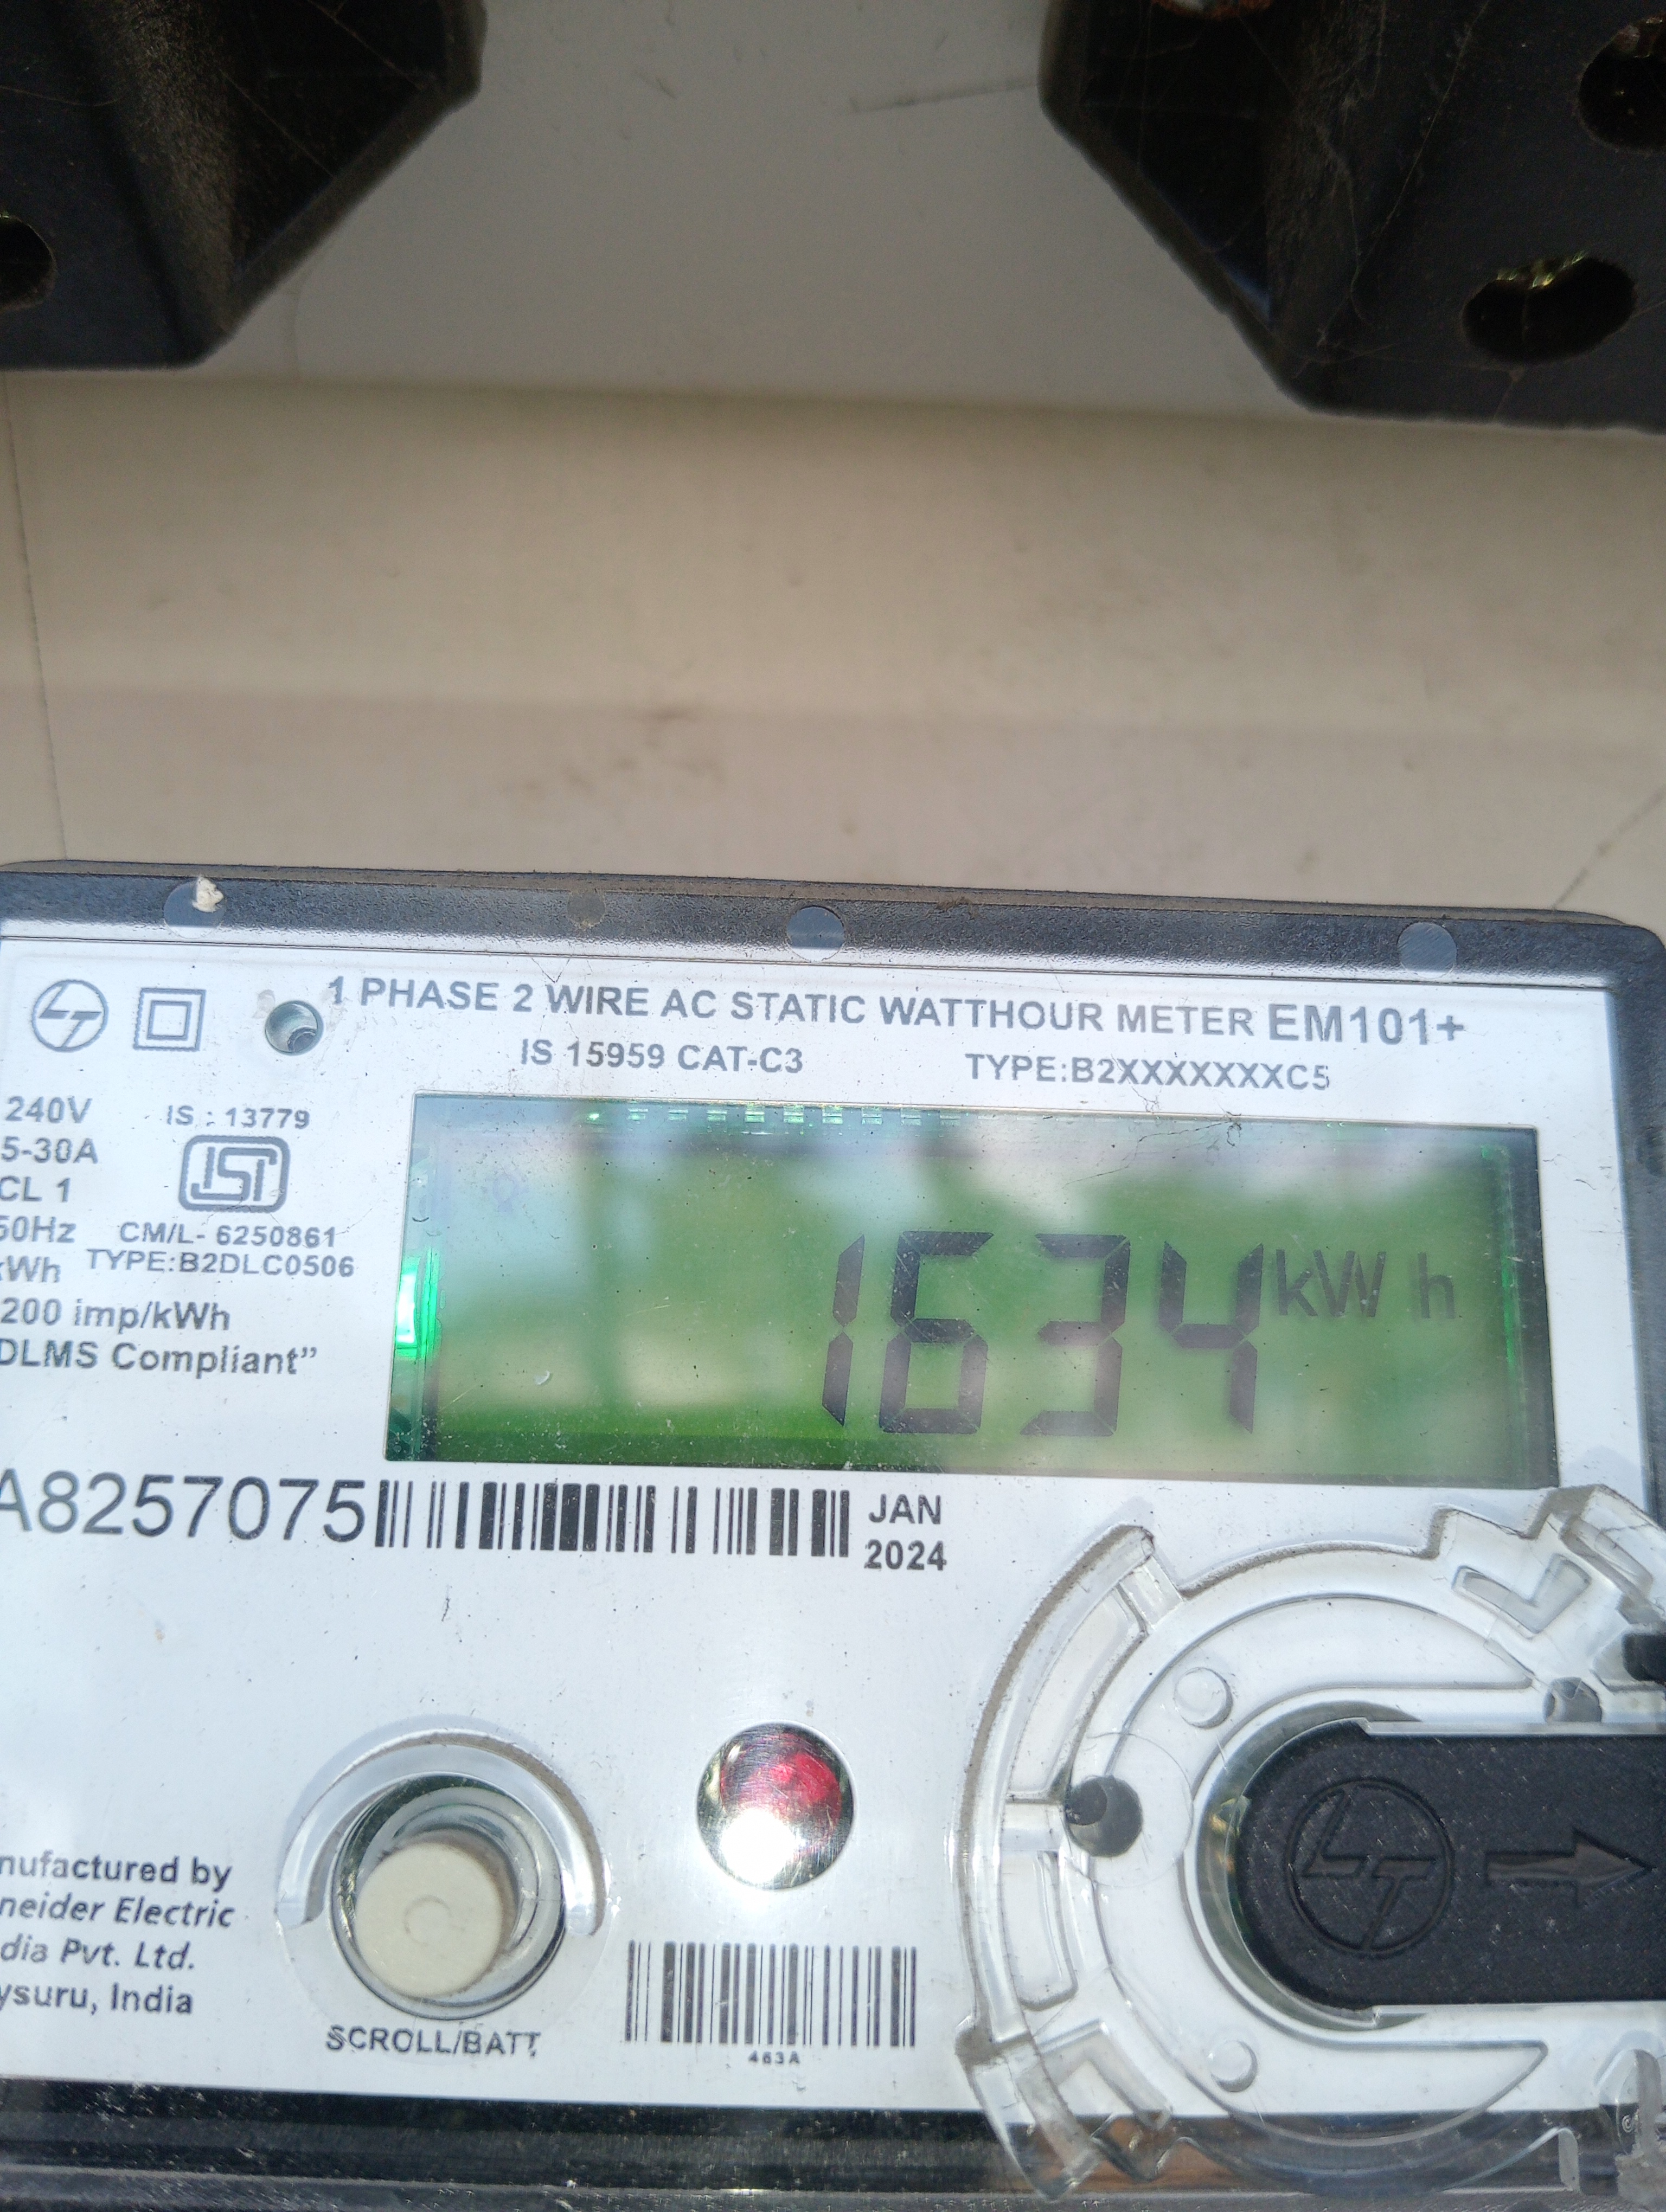 1 PHASE 2 WIRE AC STATIC WATTHOUR METER EM101+
IS 15959 CAT-C3 TYPE:B2XXXXXXXC5
240V IS : 13779
5-30A
ISI
CL 1
50Hz CM/L- 6250861
kWh TYPE:B2DLC0506
200 imp/kWh
DLMS Compliant”
1634 kWh
A8257075
JAN
2024
LT
nufactured by
neider Electric
dia Pvt. Ltd.
ysuru, India
SCROLL/BATT
463A